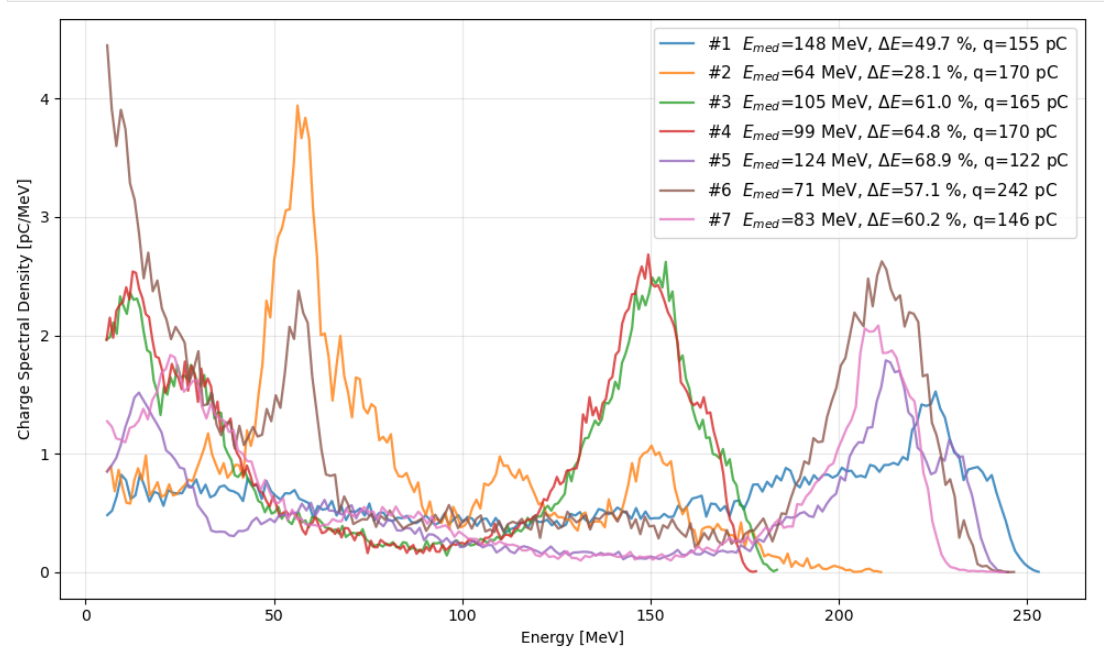 #1 E_med=148 MeV, ΔE=49.7 %, q=155 pC
#2 E_med=64 MeV, ΔE=28.1 %, q=170 pC
#3 E_med=105 MeV, ΔE=61.0 %, q=165 pC
#4 E_med=99 MeV, ΔE=64.8 %, q=170 pC
#5 E_med=124 MeV, ΔE=68.9 %, q=122 pC
#6 E_med=71 MeV, ΔE=57.1 %, q=242 pC
#7 E_med=83 MeV, ΔE=60.2 %, q=146 pC
Charge Spectral Density [pC/MeV]
4
3
2
1
0
0 50 100 150 200 250
Energy [MeV]